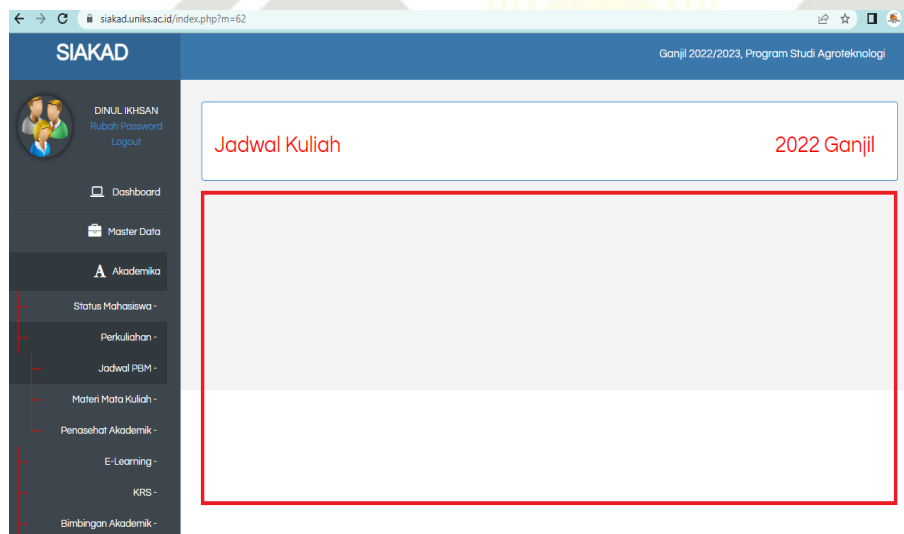 siakad.uniks.ac.id/index.php?m=62
SIAKAD
Ganjil 2022/2023, Program Studi Agroteknologi
DINUL IKHSAN
Rubah Password
Logout
Jadwal Kuliah
2022 Ganjil
Dashboard
Master Data
A Akademika
Status Mahasiswa -
Perkuliahan -
Jadwal PBM -
Materi Mata Kuliah -
Penasehat Akademik -
E-Learning -
KRS -
Bimbingan Akademik -